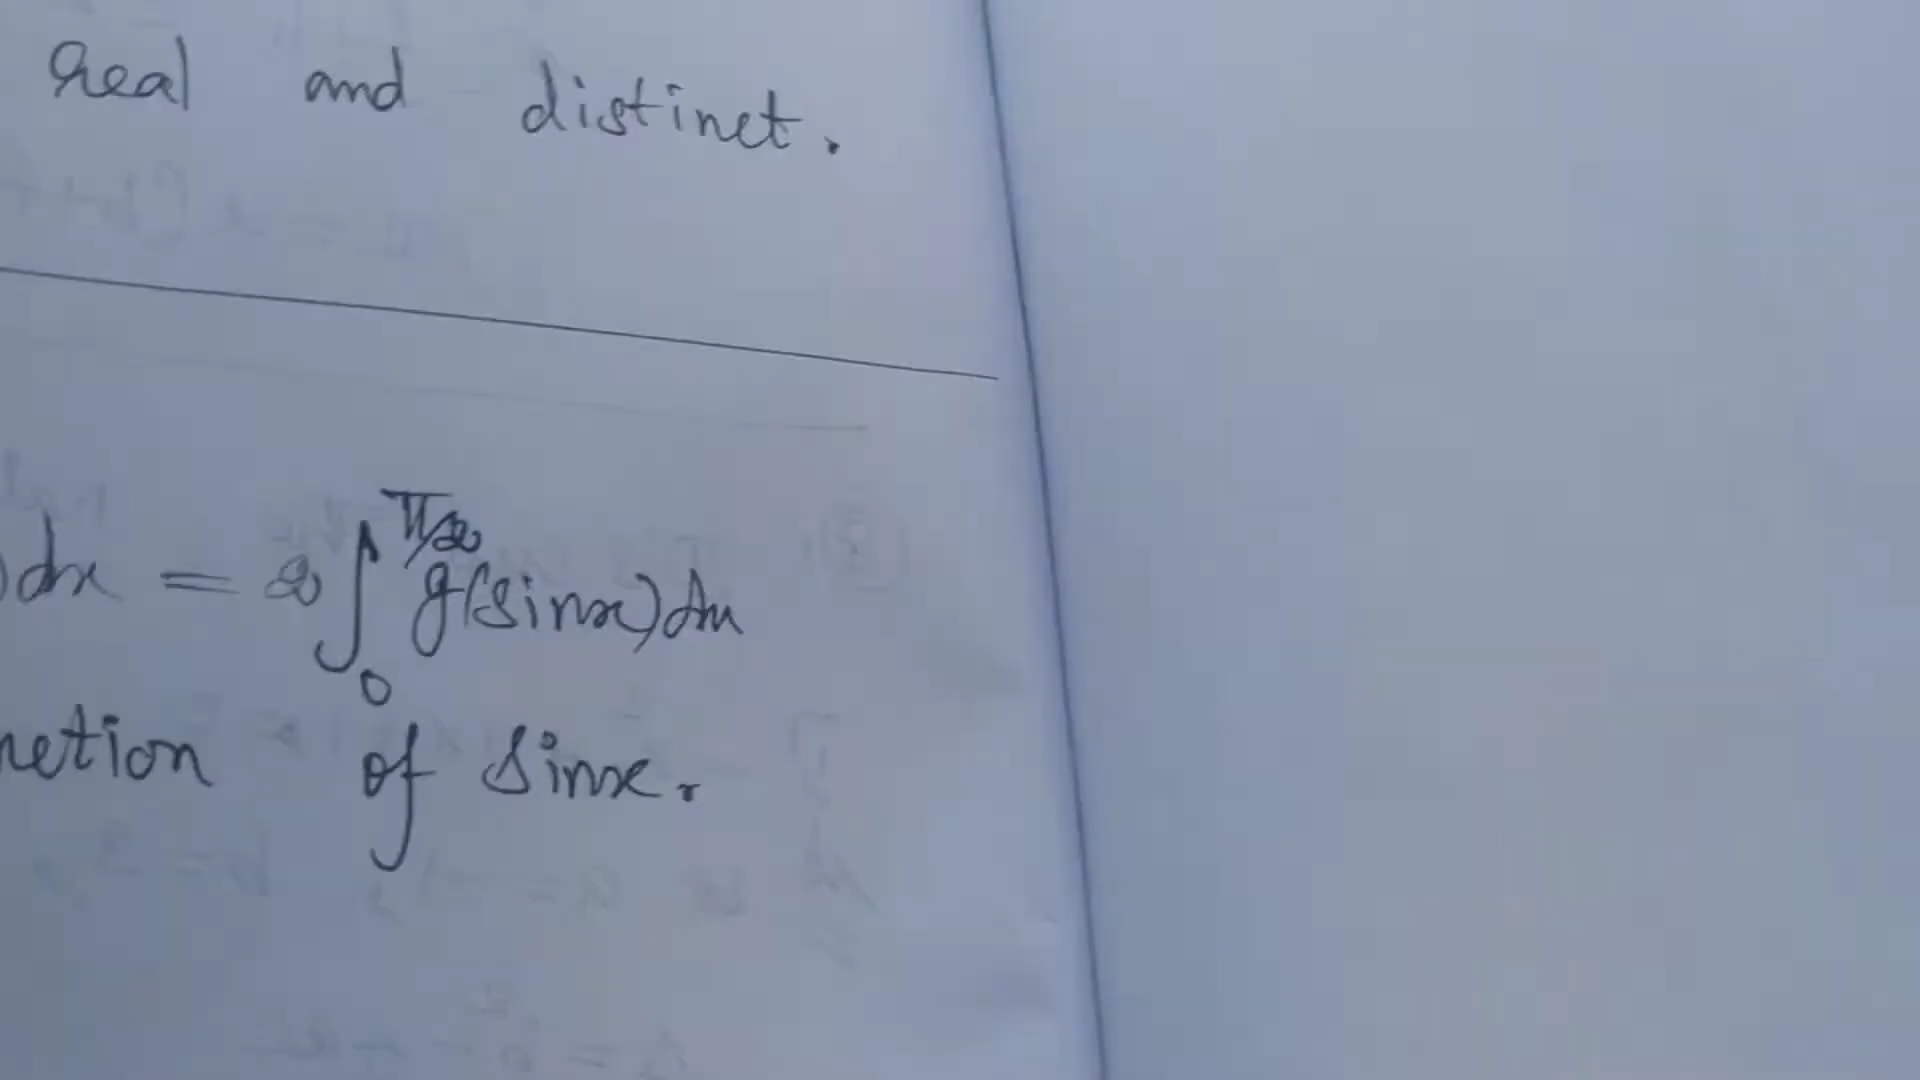 real and distinct.
)dx = 2∫₀^{π/2} g(sinx)dx
nction of sinx.